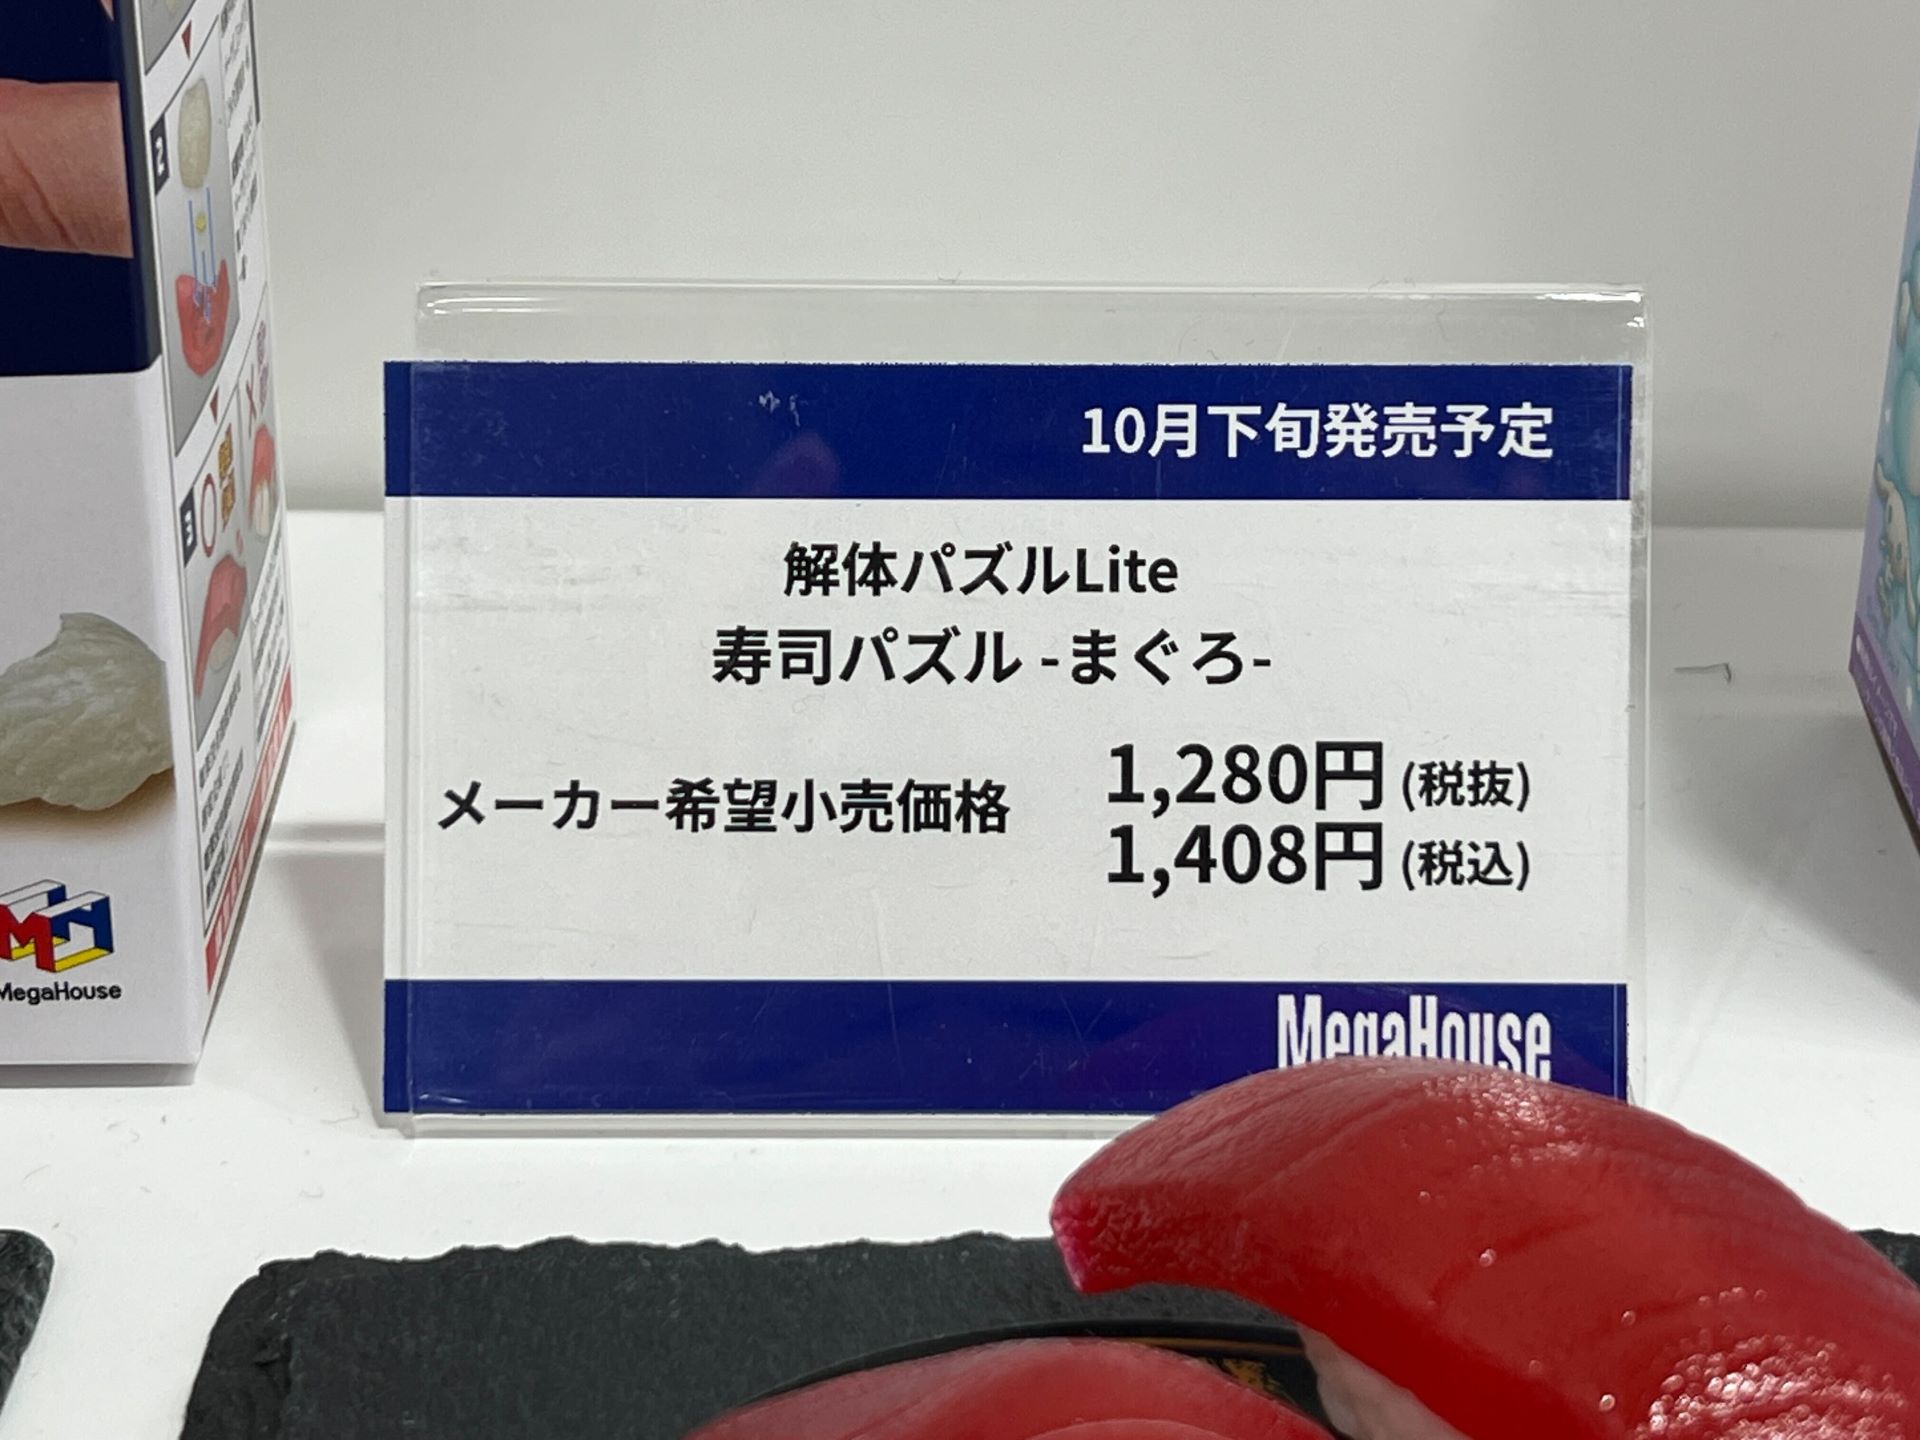 10月下旬発売予定
解体パズルLite
寿司パズル -まぐろ-
メーカー希望小売価格
1,280円 (税抜)
1,408円 (税込)
MegaHouse
MegaHouse
2
3